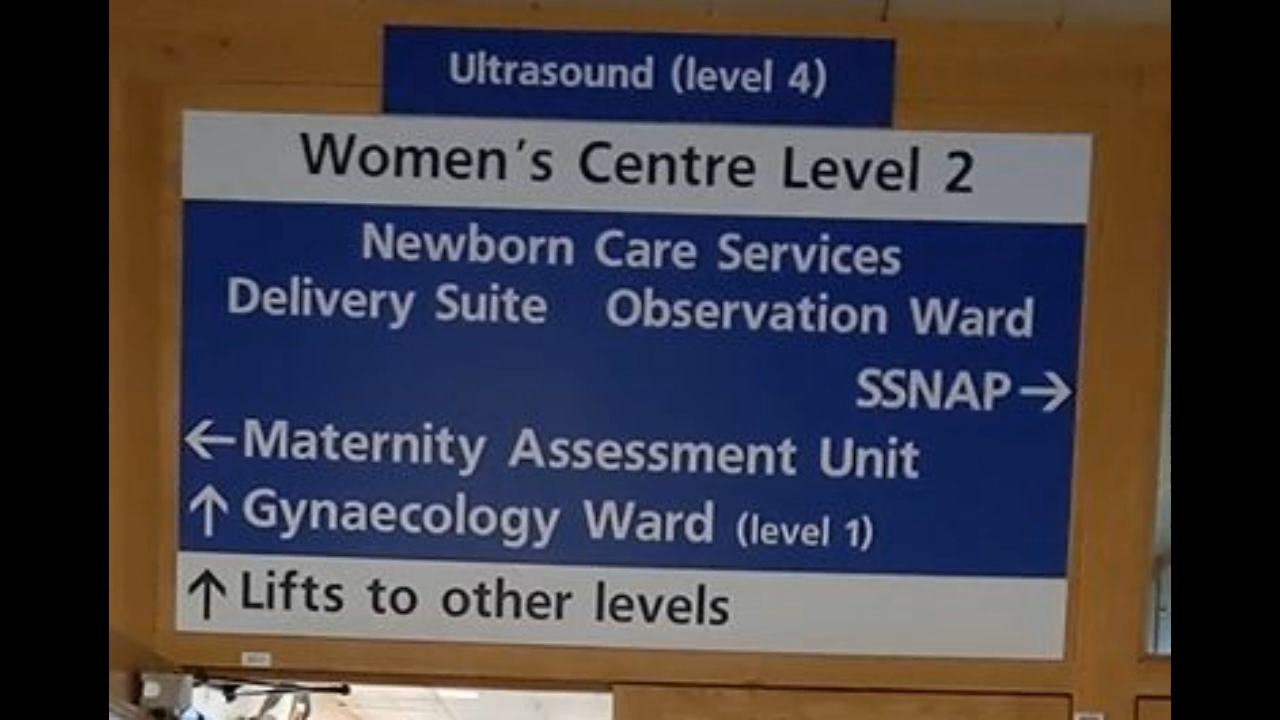 Ultrasound (level 4)
Women's Centre Level 2
Newborn Care Services
Delivery Suite Observation Ward
SSNAP→
←Maternity Assessment Unit
↑Gynaecology Ward (level 1)
↑Lifts to other levels